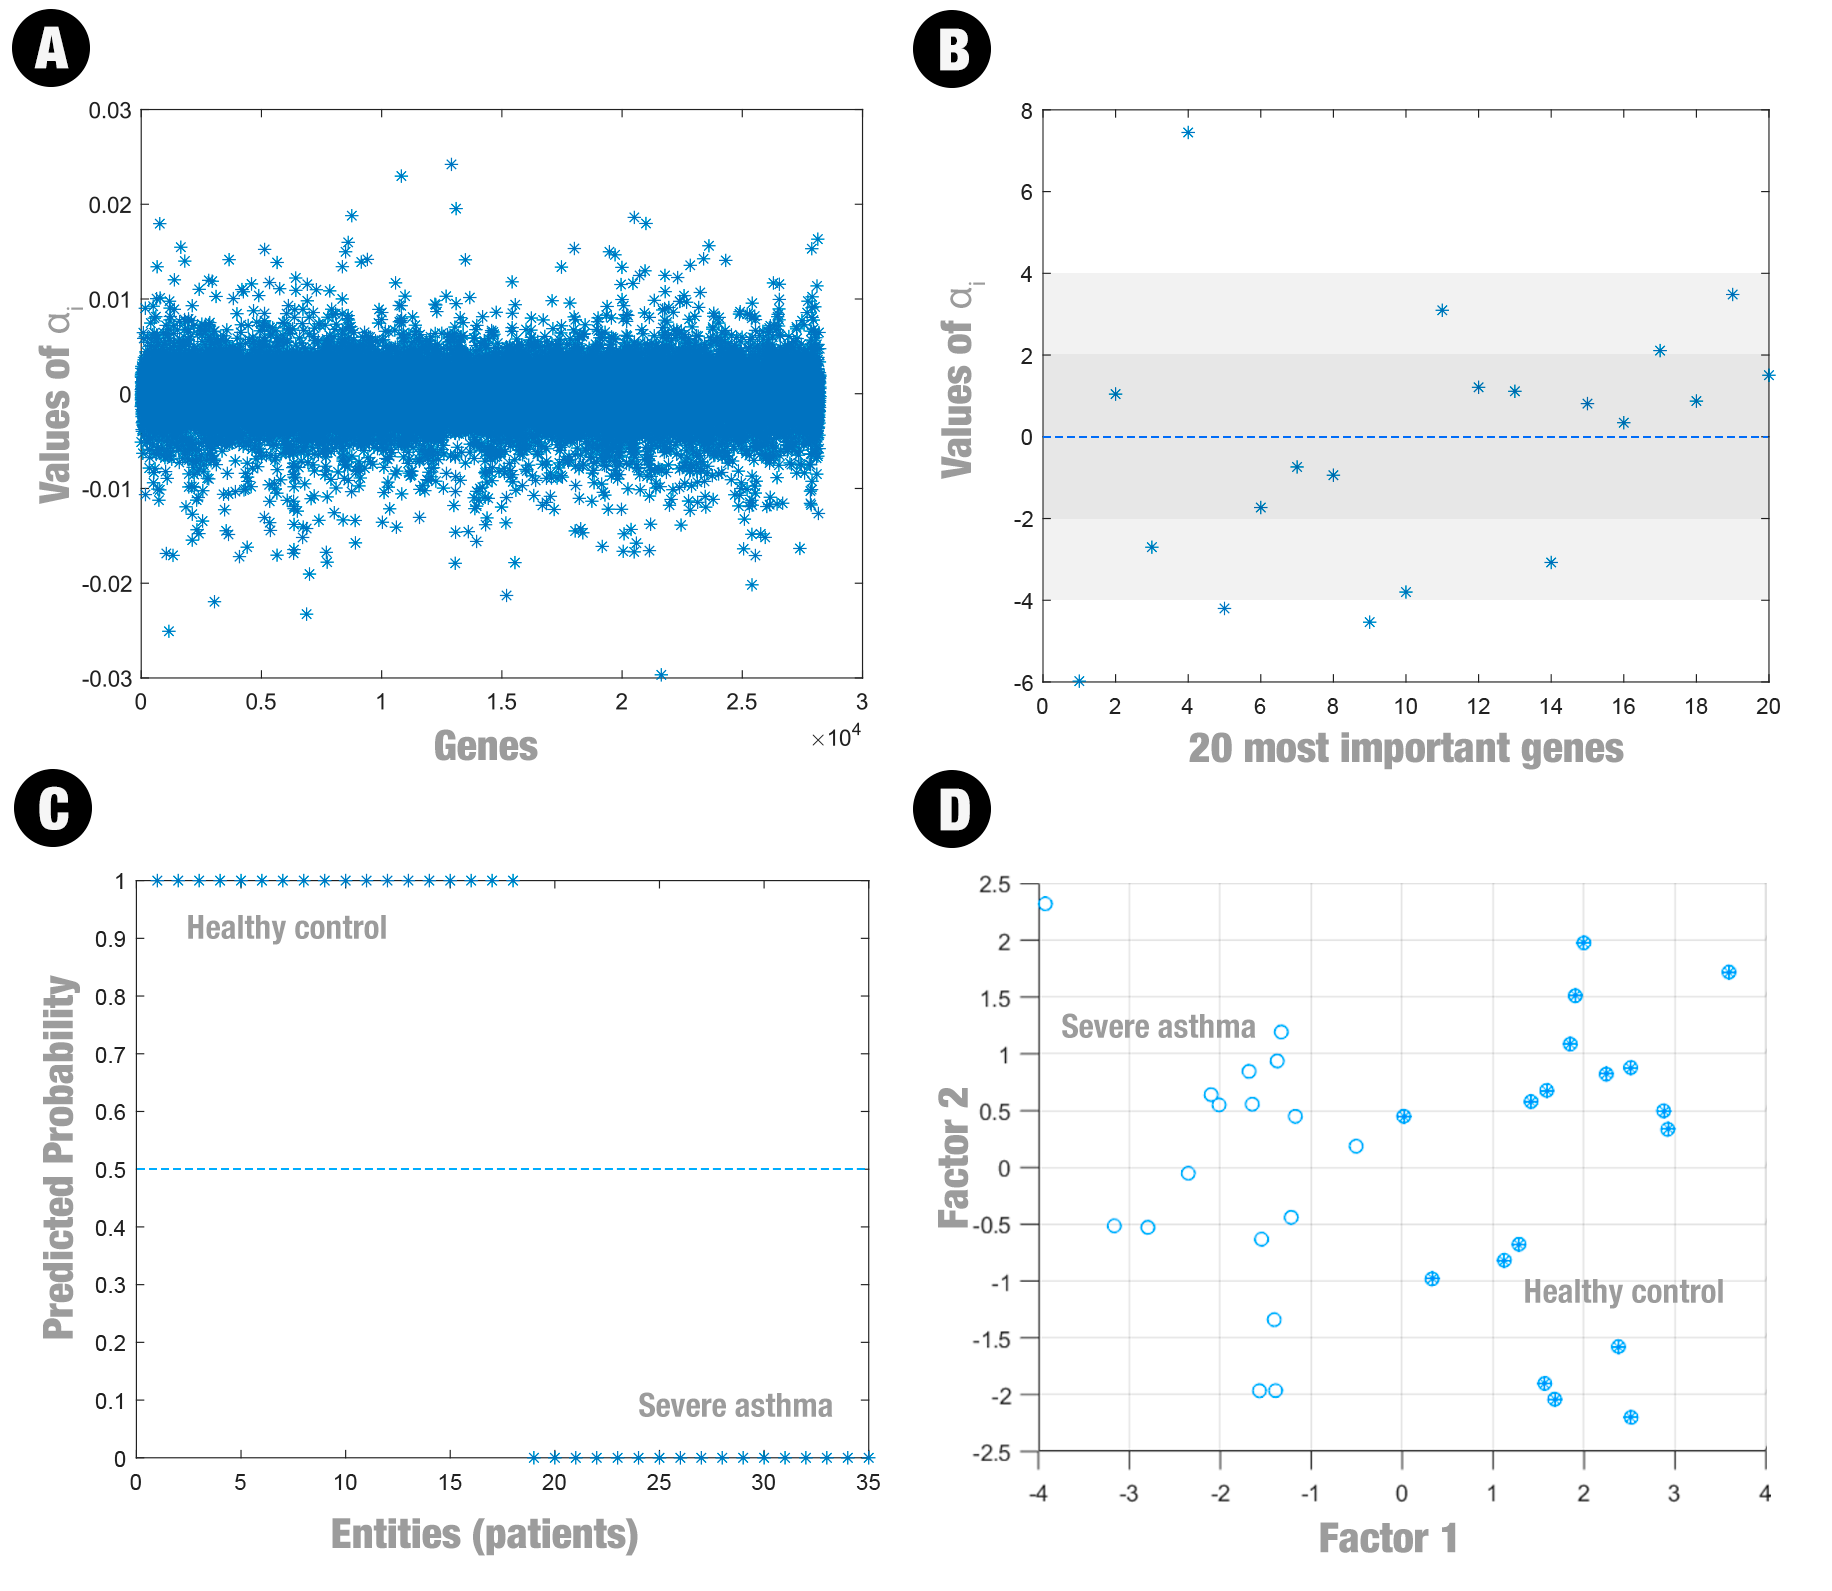 A
0.03
0.02
0.01
0
-0.01
-0.02
-0.03
Values of αi
0 0.5 1 1.5 2 2.5 3
×10⁴
Genes
B
8
6
4
2
0
-2
-4
-6
Values of αi
0 2 4 6 8 10 12 14 16 18 20
20 most important genes
C
1
0.9
0.8
0.7
0.6
0.5
0.4
0.3
0.2
0.1
0
Predicted Probability
Healthy control
Severe asthma
0 5 10 15 20 25 30 35
Entities (patients)
D
2.5
2
1.5
1
0.5
0
-0.5
-1
-1.5
-2
-2.5
Factor 2
Severe asthma
Healthy control
-4 -3 -2 -1 0 1 2 3 4
Factor 1